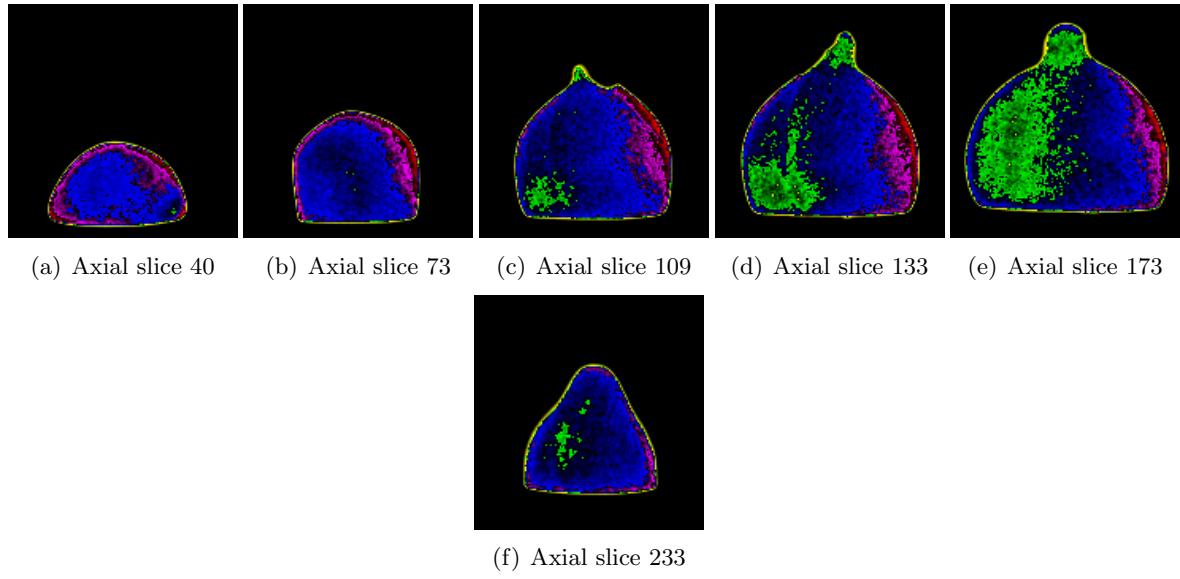 (a) Axial slice 40
(b) Axial slice 73
(c) Axial slice 109
(d) Axial slice 133
(e) Axial slice 173
(f) Axial slice 233